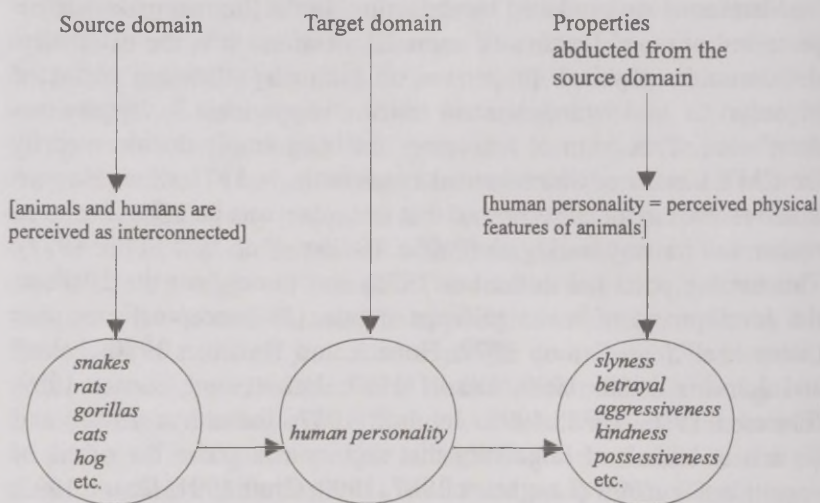 Source domain
Target domain
Properties
abducted from the
source domain
[animals and humans are
perceived as interconnected]
[human personality = perceived physical
features of animals]
snakes
rats
gorillas
cats
hog
etc.
human personality
slyness
betrayal
aggressiveness
kindness
possessiveness
etc.